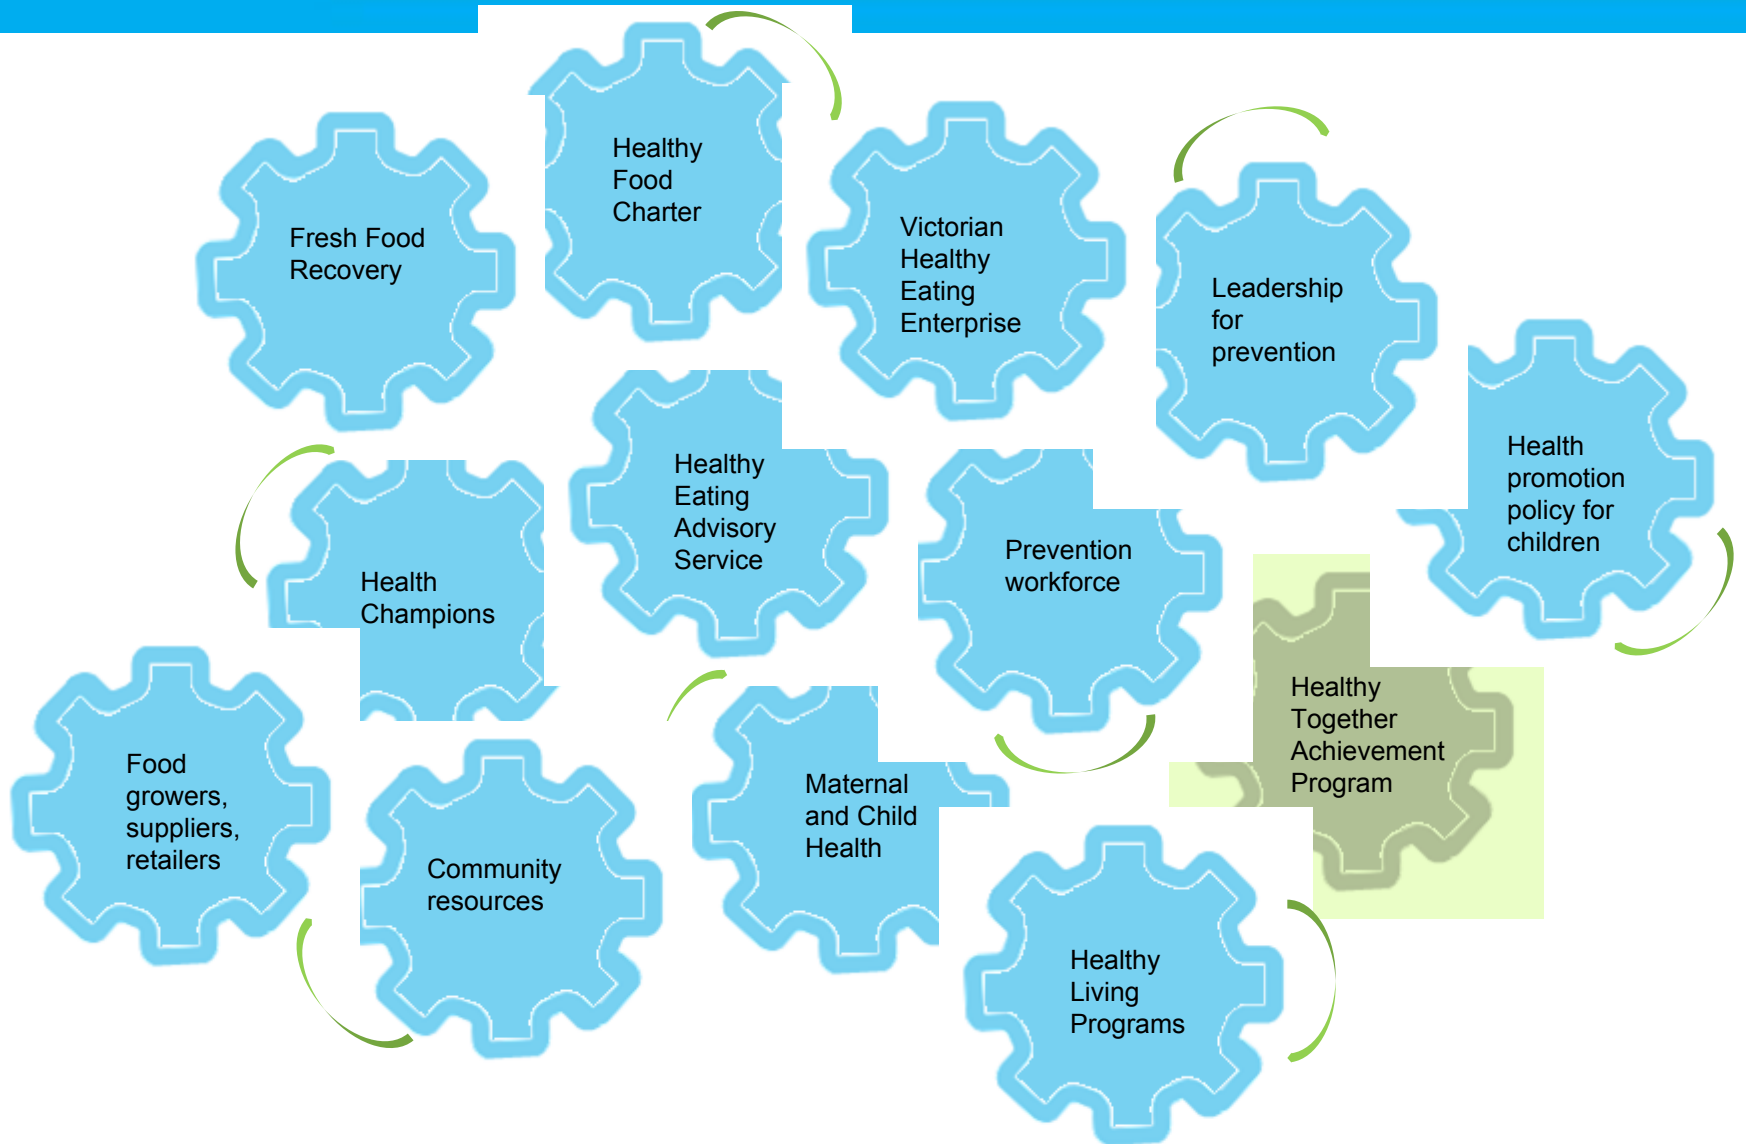 Healthy
Food
Charter
Fresh Food
Recovery
Victorian
Healthy
Eating
Enterprise
Leadership
for
prevention
Health
promotion
policy for
children
Healthy
Eating
Advisory
Service
Prevention
workforce
Health
Champions
Healthy
Together
Achievement
Program
Food
growers,
suppliers,
retailers
Maternal
and Child
Health
Community
resources
Healthy
Living
Programs